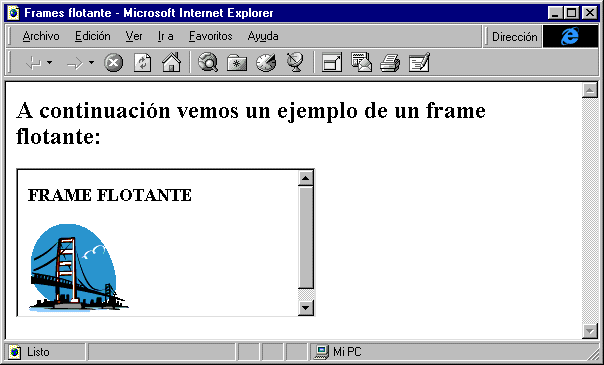 Frames flotante - Microsoft Internet Explorer
Archivo Edición Ver Ir a Favoritos Ayuda Dirección
A continuación vemos un ejemplo de un frame
flotante:
FRAME FLOTANTE
Listo Mi PC